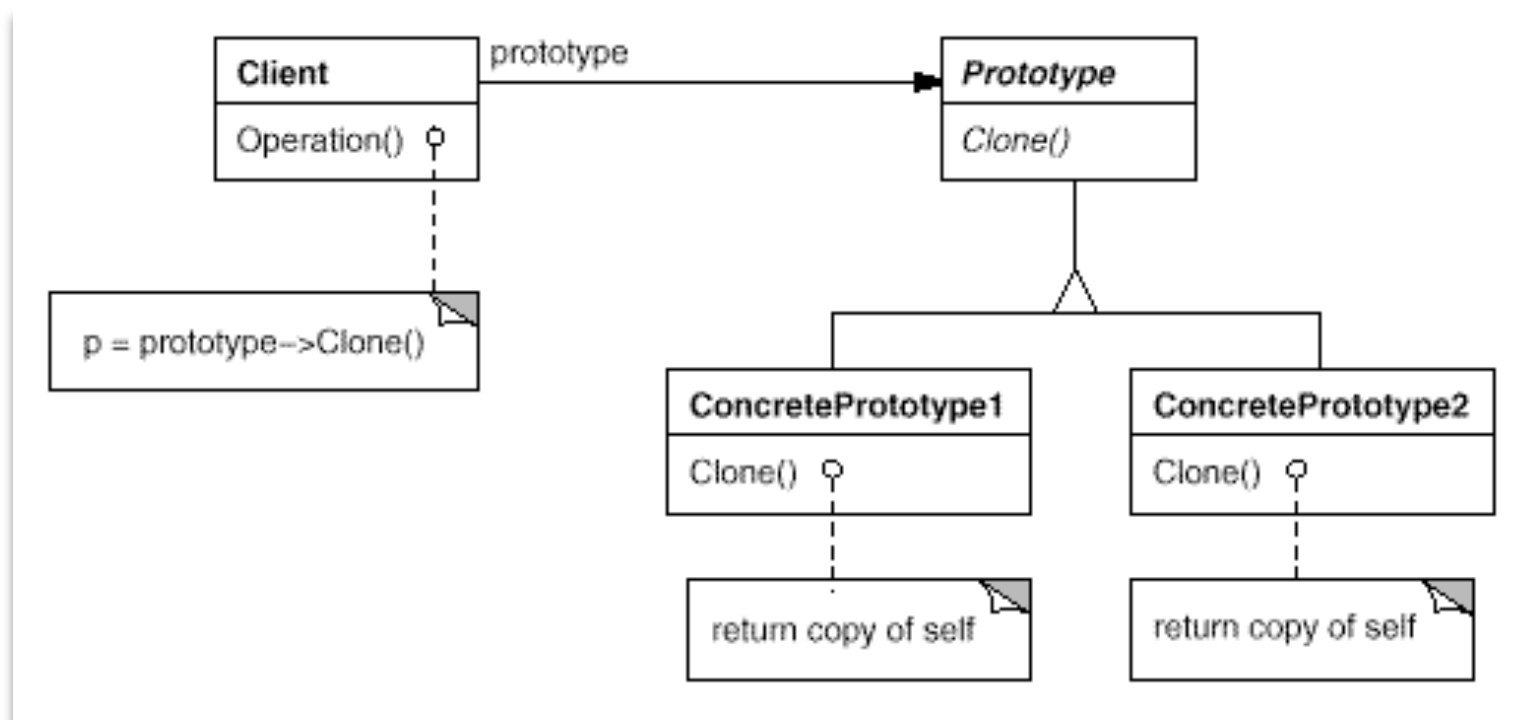 prototype
Client
Prototype
Operation()
Clone()
p = prototype–>Clone()
ConcretePrototype1
ConcretePrototype2
Clone()
Clone()
return copy of self
return copy of self